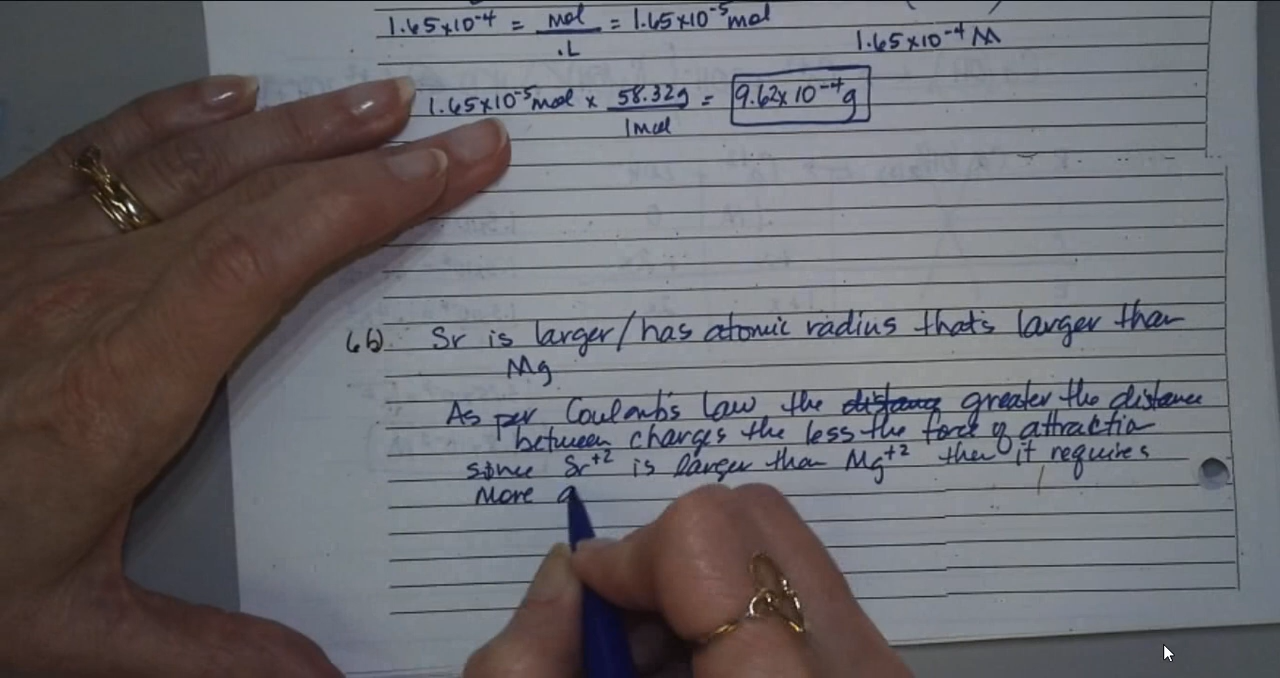 1.65x10⁻⁴ = mol/.L = 1.65x10⁻⁵ mol
1.65x10⁻⁴ M
1.65x10⁻⁵ mol x 58.32g/1mol = 9.62x10⁻⁴g
6b). Sr is larger/has atomic radius that's larger than
Mg
As per Coulomb's Law, the distance greater the distance
between charges the less the force of attraction
since Sr⁺² is larger than Mg⁺² then it requires
more